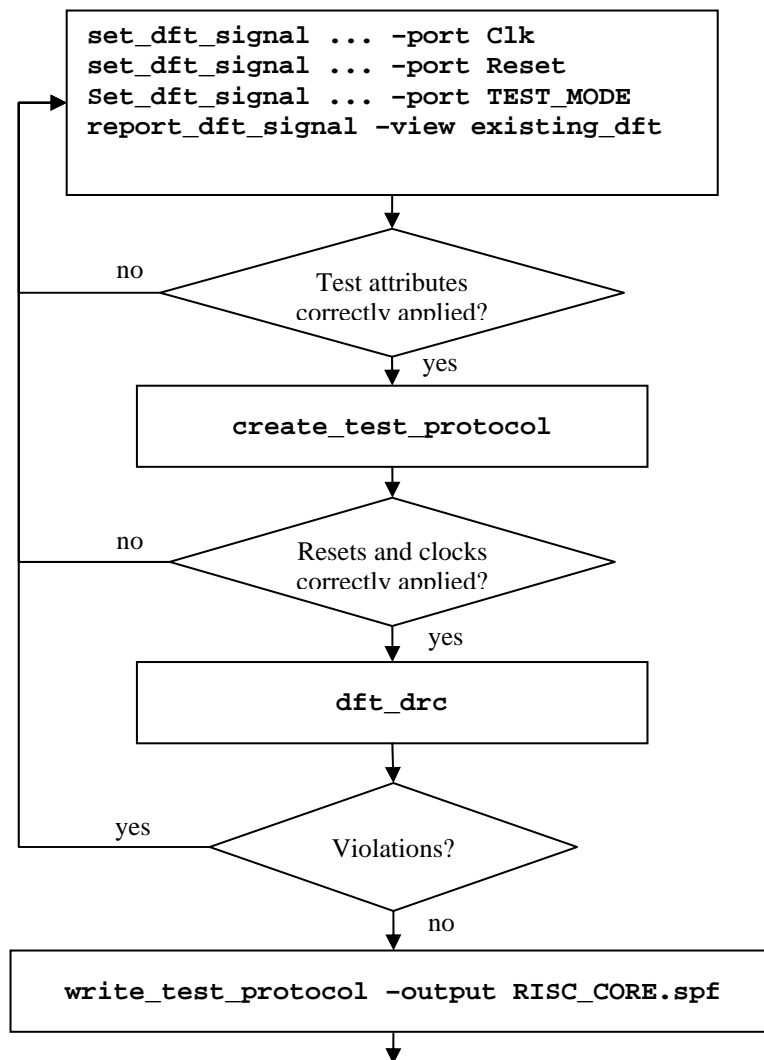 set_dft_signal ... –port Clk
set_dft_signal ... –port Reset
Set_dft_signal ... –port TEST_MODE
report_dft_signal –view existing_dft
no
Test attributes
correctly applied?
yes
create_test_protocol
no
Resets and clocks
correctly applied?
yes
dft_drc
yes
Violations?
no
write_test_protocol –output RISC_CORE.spf